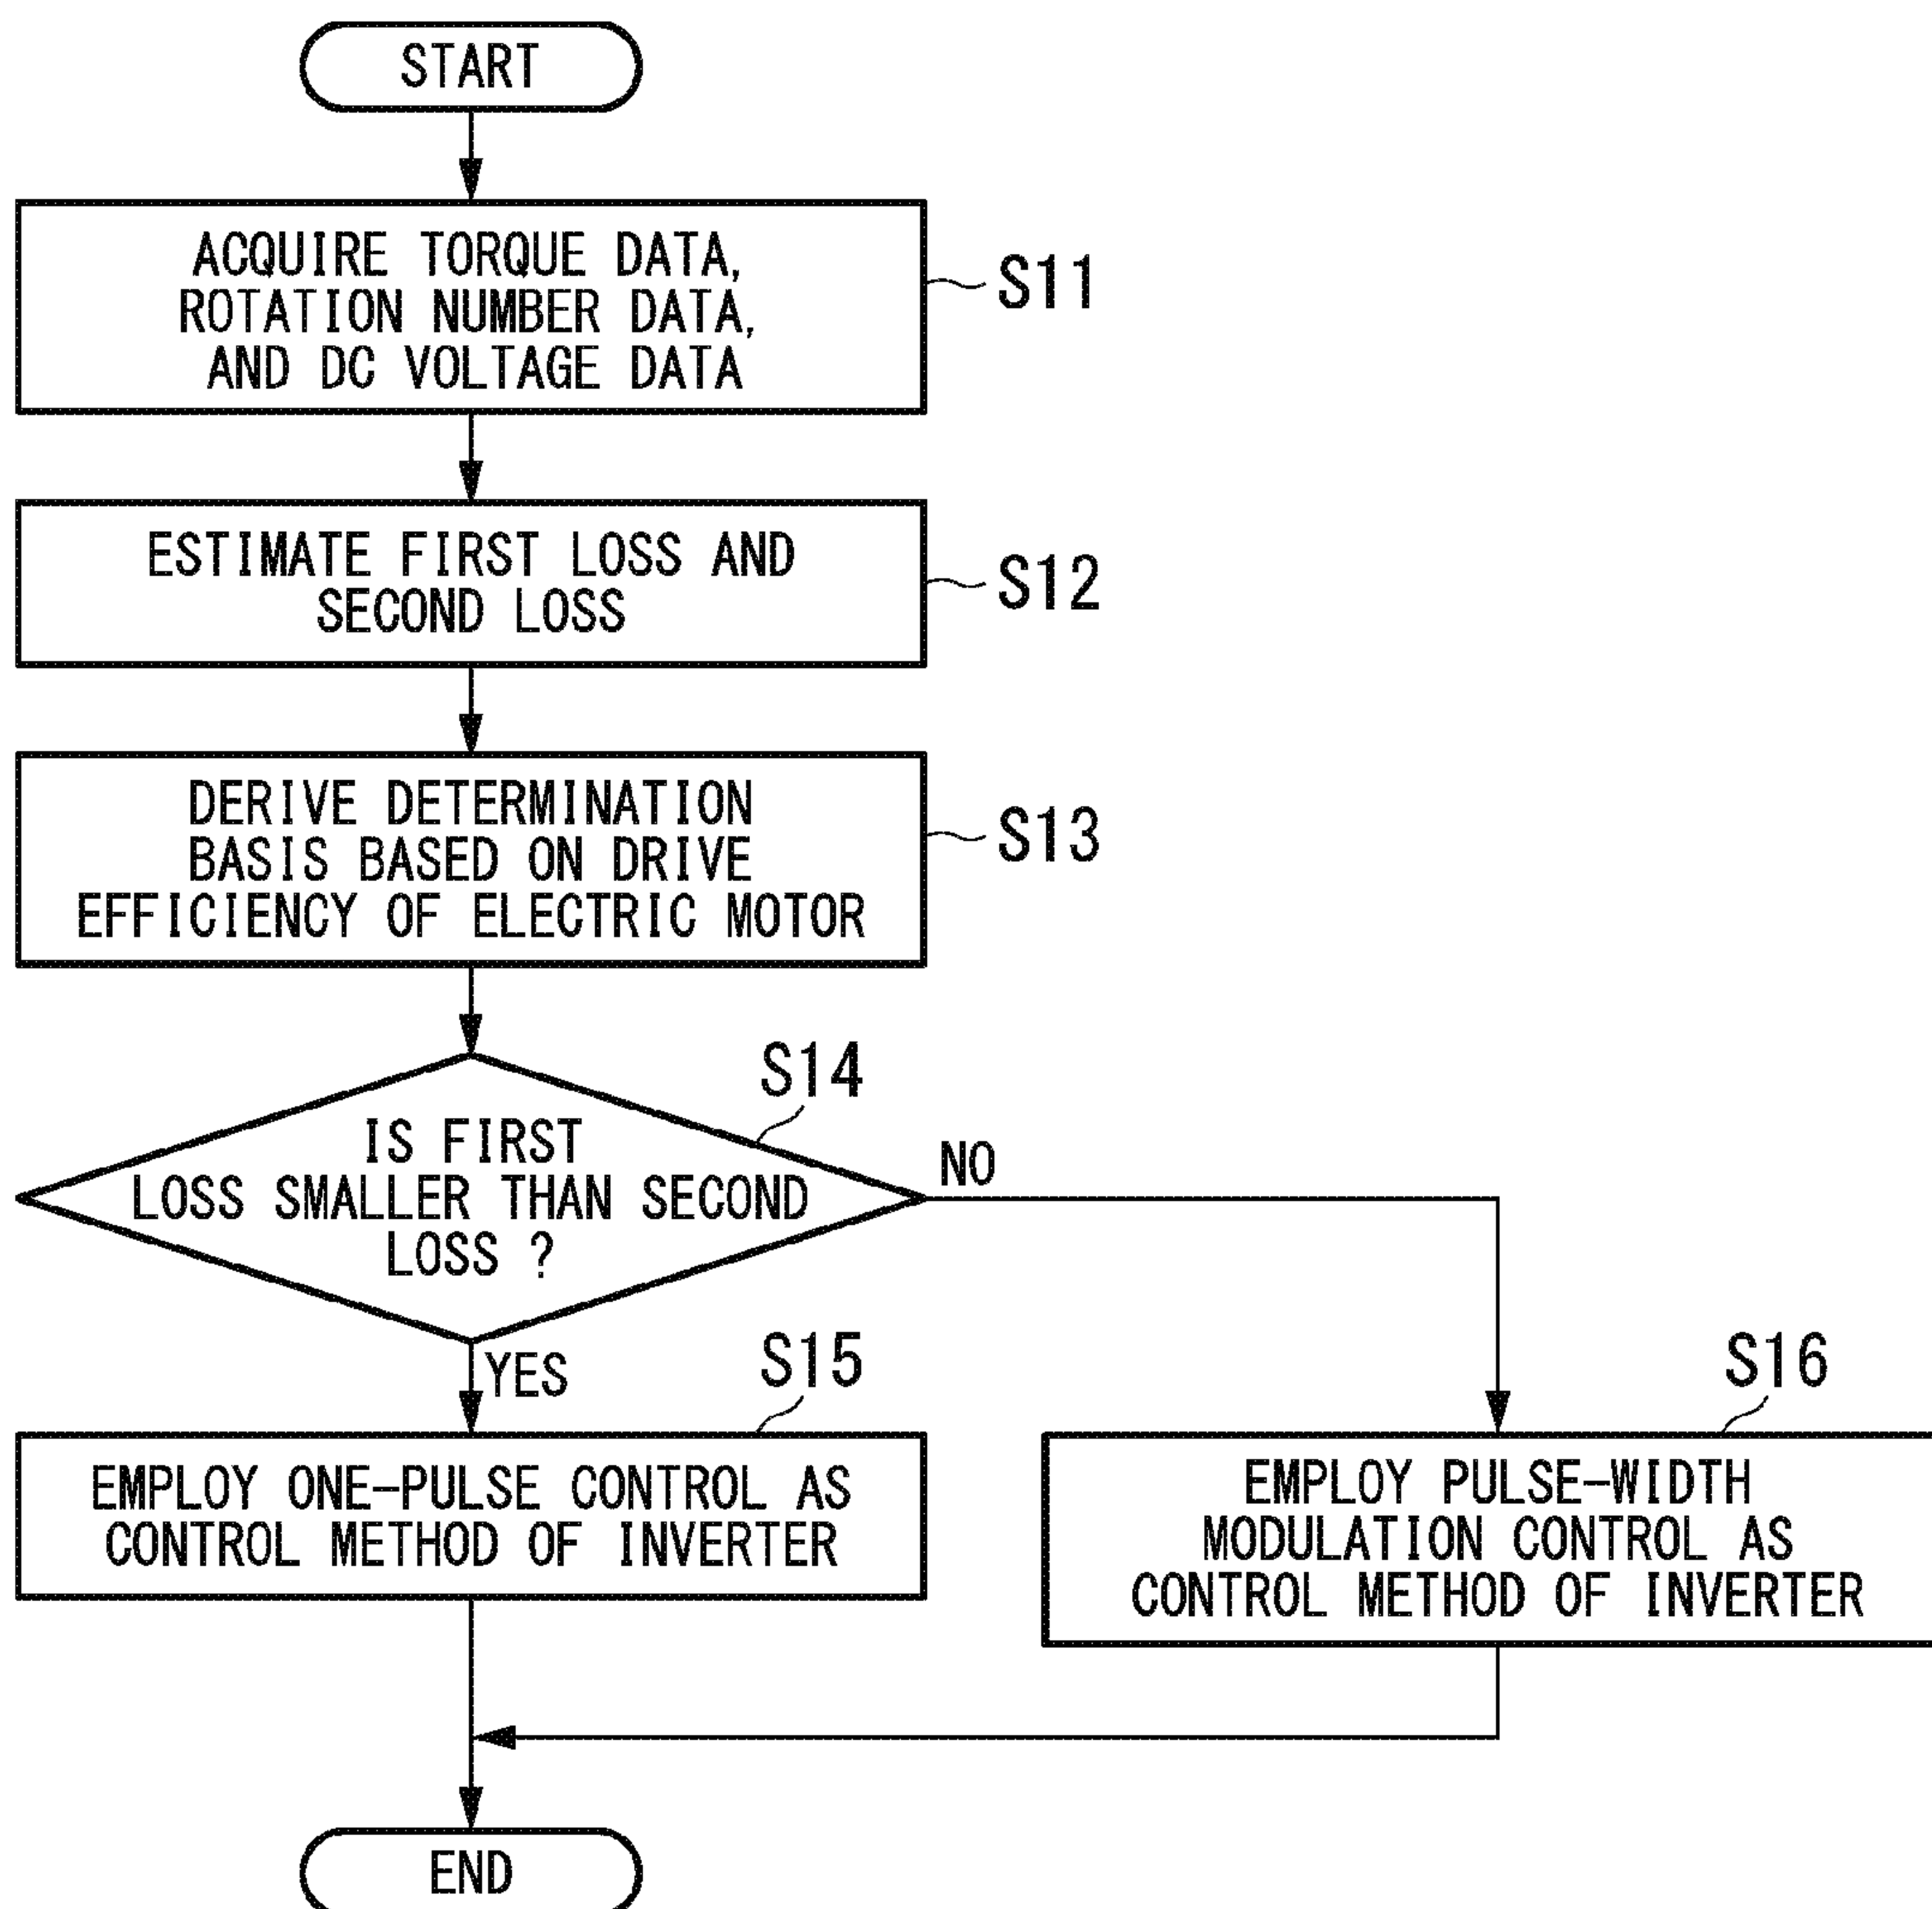 START
ACQUIRE TORQUE DATA,
ROTATION NUMBER DATA,
AND DC VOLTAGE DATA
S11
ESTIMATE FIRST LOSS AND
SECOND LOSS
S12
DERIVE DETERMINATION
BASIS BASED ON DRIVE
EFFICIENCY OF ELECTRIC MOTOR
S13
S14
IS FIRST
LOSS SMALLER THAN SECOND
LOSS ?
NO
YES
S15
EMPLOY ONE-PULSE CONTROL AS
CONTROL METHOD OF INVERTER
S16
EMPLOY PULSE-WIDTH
MODULATION CONTROL AS
CONTROL METHOD OF INVERTER
END